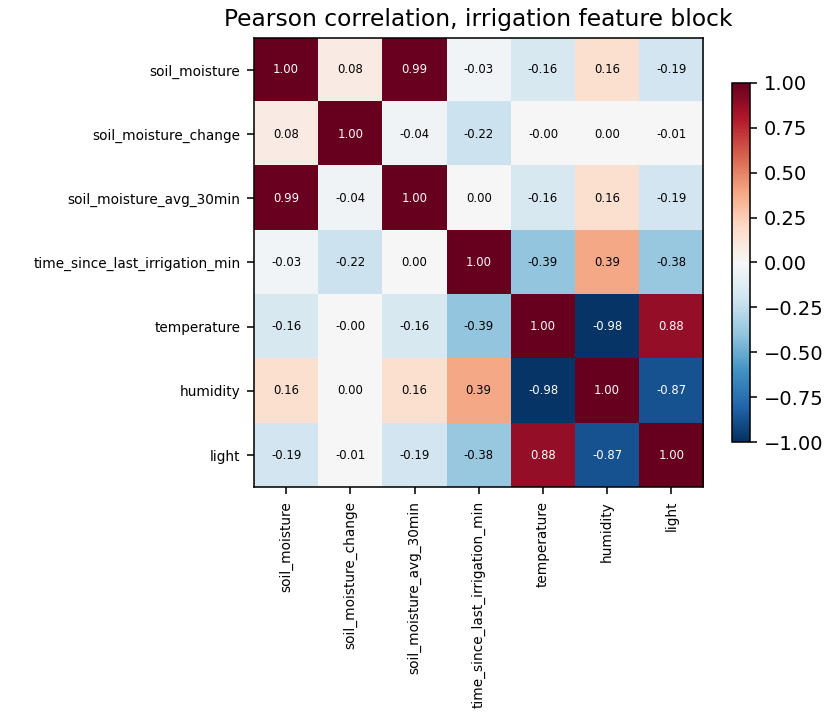 Pearson correlation, irrigation feature block
soil_moisture 1.00 0.08 0.99 -0.03 -0.16 0.16 -0.19
soil_moisture_change 0.08 1.00 -0.04 -0.22 -0.00 0.00 -0.01
soil_moisture_avg_30min 0.99 -0.04 1.00 0.00 -0.16 0.16 -0.19
time_since_last_irrigation_min -0.03 -0.22 0.00 1.00 -0.39 0.39 -0.38
temperature -0.16 -0.00 -0.16 -0.39 1.00 -0.98 0.88
humidity 0.16 0.00 0.16 0.39 -0.98 1.00 -0.87
light -0.19 -0.01 -0.19 -0.38 0.88 -0.87 1.00
soil_moisture
soil_moisture_change
soil_moisture_avg_30min
time_since_last_irrigation_min
temperature
humidity
light
1.00
0.75
0.50
0.25
0.00
−0.25
−0.50
−0.75
−1.00